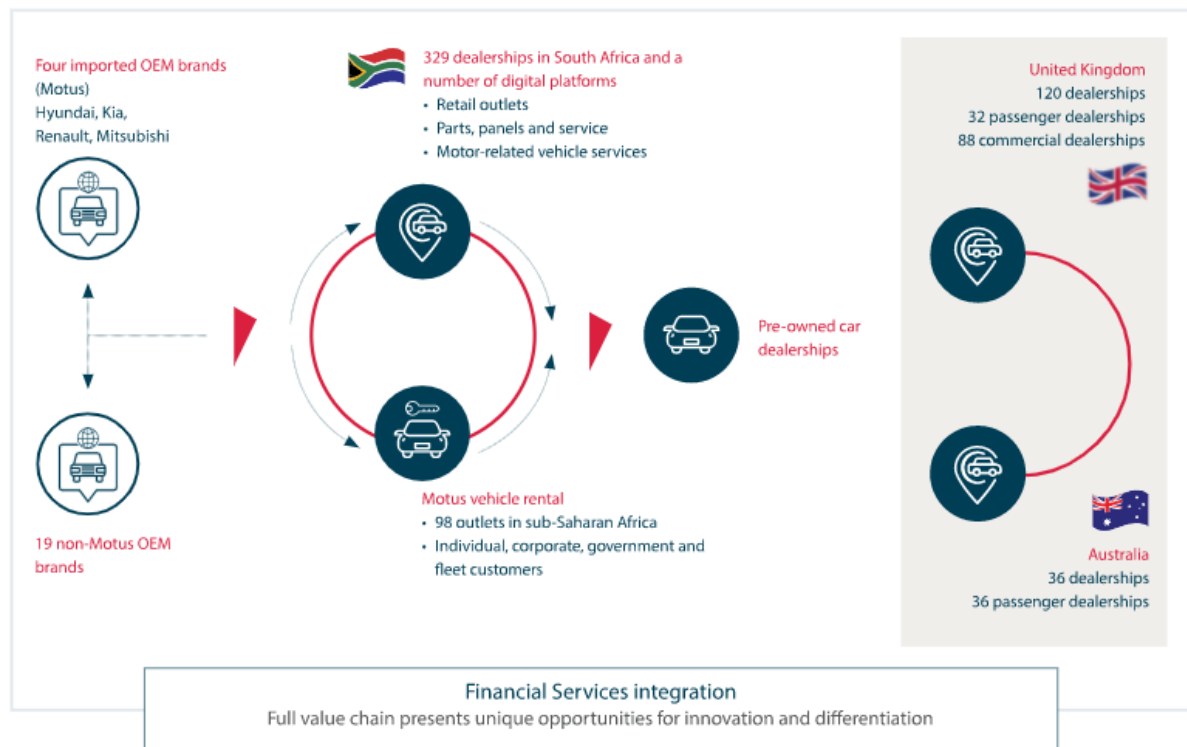 Four imported OEM brands
(Motus)
Hyundai, Kia,
Renault, Mitsubishi
329 dealerships in South Africa and a
number of digital platforms
• Retail outlets
• Parts, panels and service
• Motor-related vehicle services
United Kingdom
120 dealerships
32 passenger dealerships
88 commercial dealerships
Pre-owned car
dealerships
19 non-Motus OEM
brands
Motus vehicle rental
• 98 outlets in sub-Saharan Africa
• Individual, corporate, government and
fleet customers
Australia
36 dealerships
36 passenger dealerships
Financial Services integration
Full value chain presents unique opportunities for innovation and differentiation